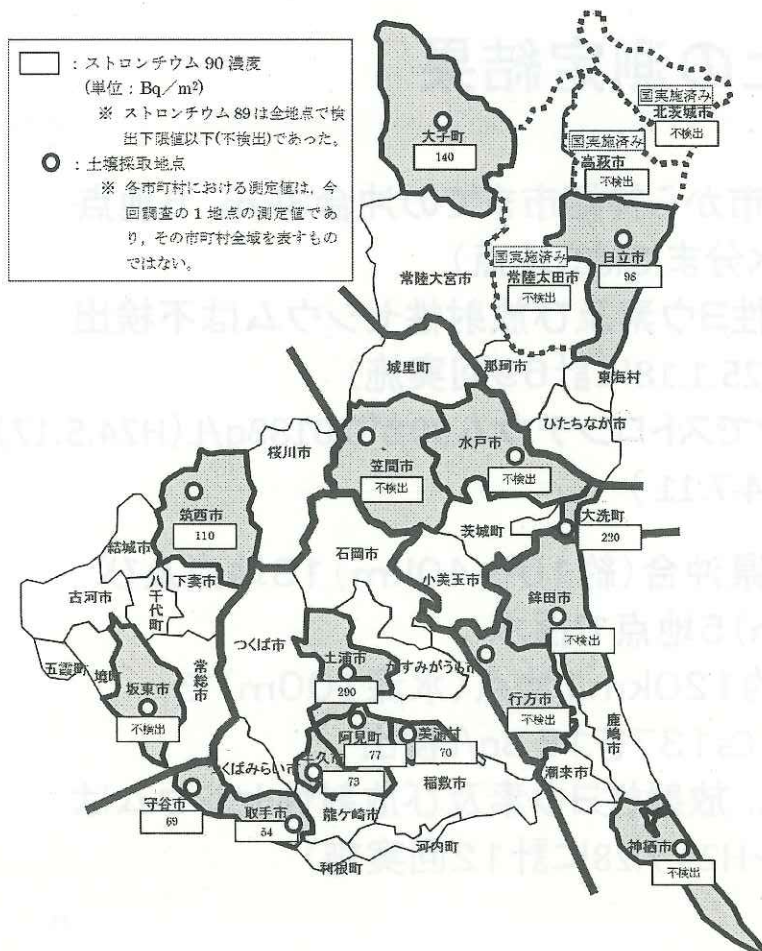 ：ストロンチウム 90 濃度
(単位：Bq／m²)
※ ストロンチウム 89 は全地点で検
出下限値以下(不検出)であった。
：土壌採取地点
※ 各市町村における測定値は，今
回調査の 1 地点の測定値であ
り，その市町村全域を表すもの
ではない。
の測定結果
大子町
140
国実施済み
北茨城市
不検出
国実施済み
高萩市
不検出
日立市
98
国実施済み
常陸太田市
不検出
常陸大宮市
城里町
那珂市
東海村
ひたちなか市
水戸市
不検出
笠間市
不検出
桜川市
筑西市
110
大洗町
220
茨城町
石岡市
小美玉市
鉾田市
不検出
結城市
八千代町
下妻市
古河市
つくば市
土浦市
290
かすみがうら市
行方市
不検出
五霞町
境町
坂東市
不検出
常総市
阿見町
77
美浦村
70
牛久市
73
鹿嶋市
潮来市
つくばみらい市
稲敷市
守谷市
69
取手市
54
龍ケ崎市
河内町
利根町
神栖市
不検出